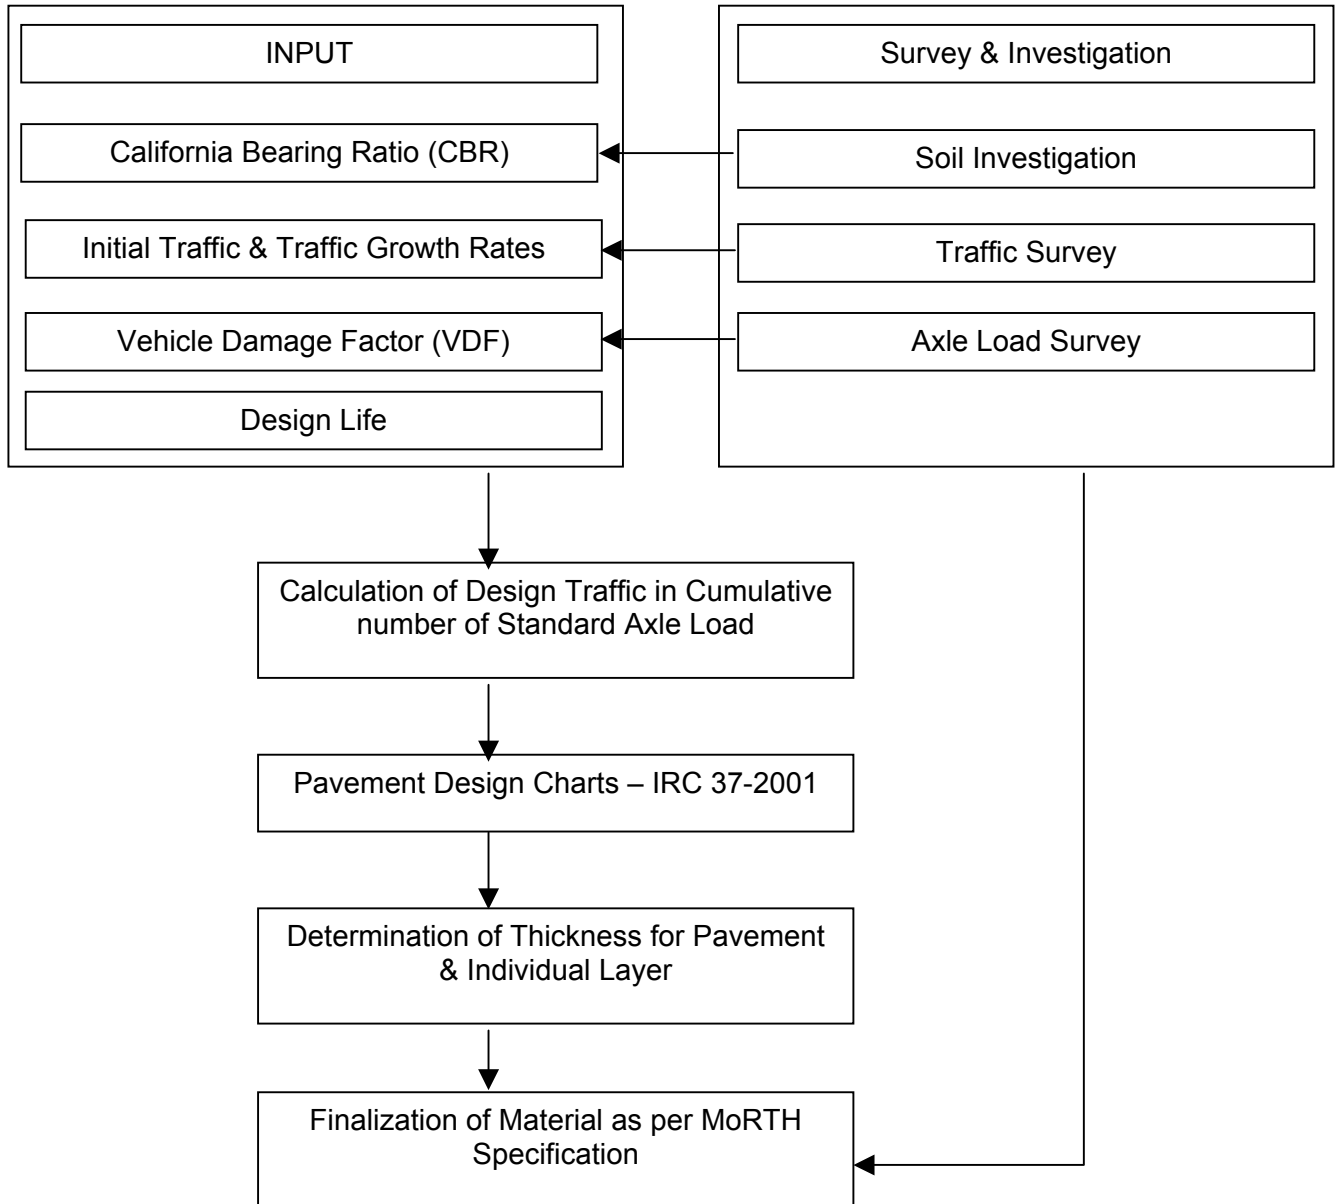 INPUT
California Bearing Ratio (CBR)
Initial Traffic & Traffic Growth Rates
Vehicle Damage Factor (VDF)
Design Life
Survey & Investigation
Soil Investigation
Traffic Survey
Axle Load Survey
Calculation of Design Traffic in Cumulative
number of Standard Axle Load
Pavement Design Charts – IRC 37-2001
Determination of Thickness for Pavement
& Individual Layer
Finalization of Material as per MoRTH
Specification